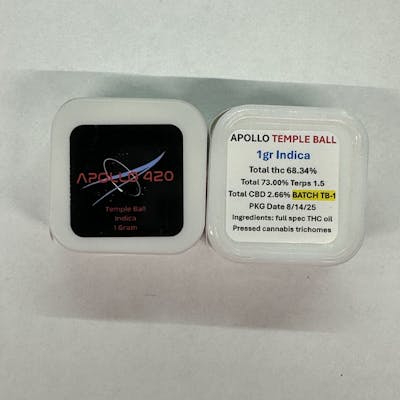 APOLLO 420
Temple Ball
Indica
1 Gram
APOLLO TEMPLE BALL
1gr Indica
Total thc 68.34%
Total 73.00% Terps 1.5
Total CBD 2.66% BATCH TB-1
PKG Date 8/14/25
Ingredients: full spec THC oil
Pressed cannabis trichomes